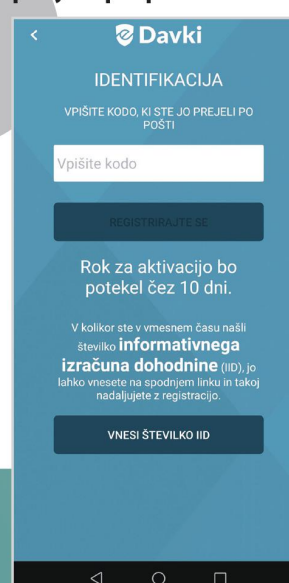 eDavki
IDENTIFIKACIJA
VPIŠITE KODO, KI STE JO PREJELI PO
POŠTI
Vpišite kodo
REGISTRIRAJTE SE
Rok za aktivacijo bo
potekel čez 10 dni.
V kolikor ste v vmesnem času našli
številko informativnega
izračuna dohodnine (IID), jo
lahko vnesete na spodnjem linku in takoj
nadaljujete z registracijo.
VNESI ŠTEVILKO IID